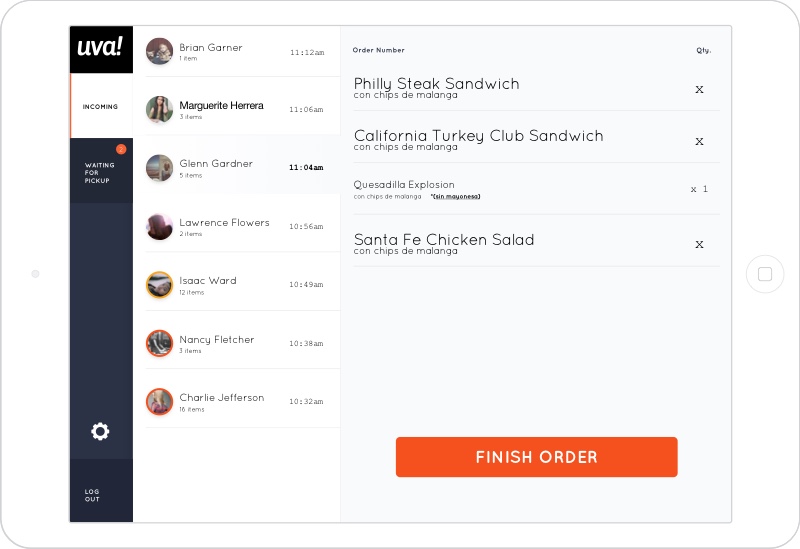 uva!
INCOMING
2
WAITING
FOR
PICKUP
LOG
OUT
Brian Garner
1 item
11:12am
Marguerite Herrera
3 items
11:06am
Glenn Gardner
5 items
11:04am
Lawrence Flowers
2 items
10:56am
Isaac Ward
12 items
10:49am
Nancy Fletcher
3 items
10:38am
Charlie Jefferson
16 items
10:32am
Order Number Qty.
Philly Steak Sandwich x
con chips de malanga
California Turkey Club Sandwich x
con chips de malanga
Quesadilla Explosion x 1
con chips de malanga *(sin mayonesa)
Santa Fe Chicken Salad x
con chips de malanga
FINISH ORDER